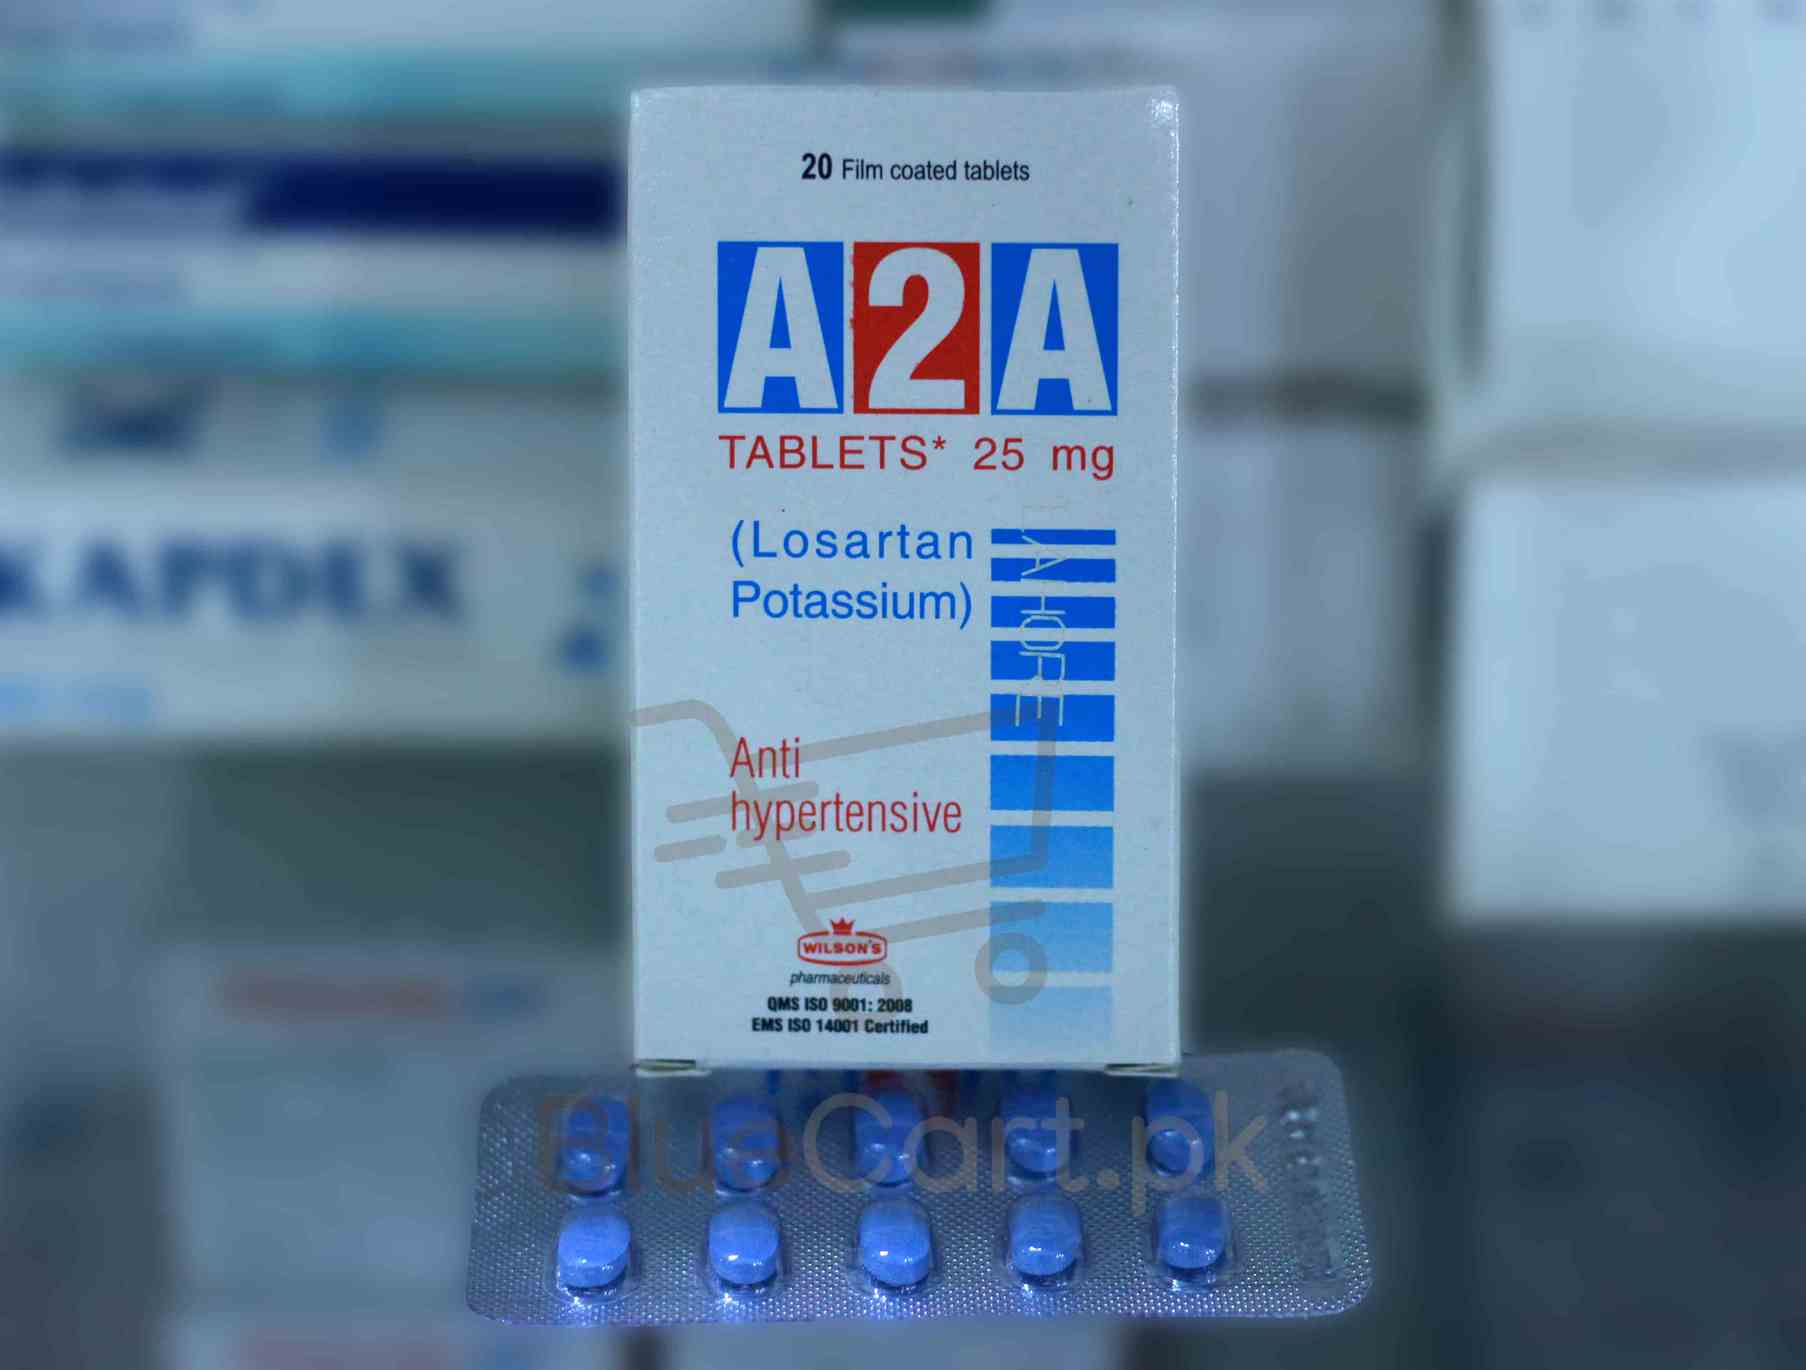 20 Film coated tablets
A2A
TABLETS* 25 mg
(Losartan
Potassium)
LAHORE
Anti
hypertensive
WILSON'S
pharmaceuticals
QMS ISO 9001: 2008
EMS ISO 14001 Certified
BlueCart.pk
KAPDEX